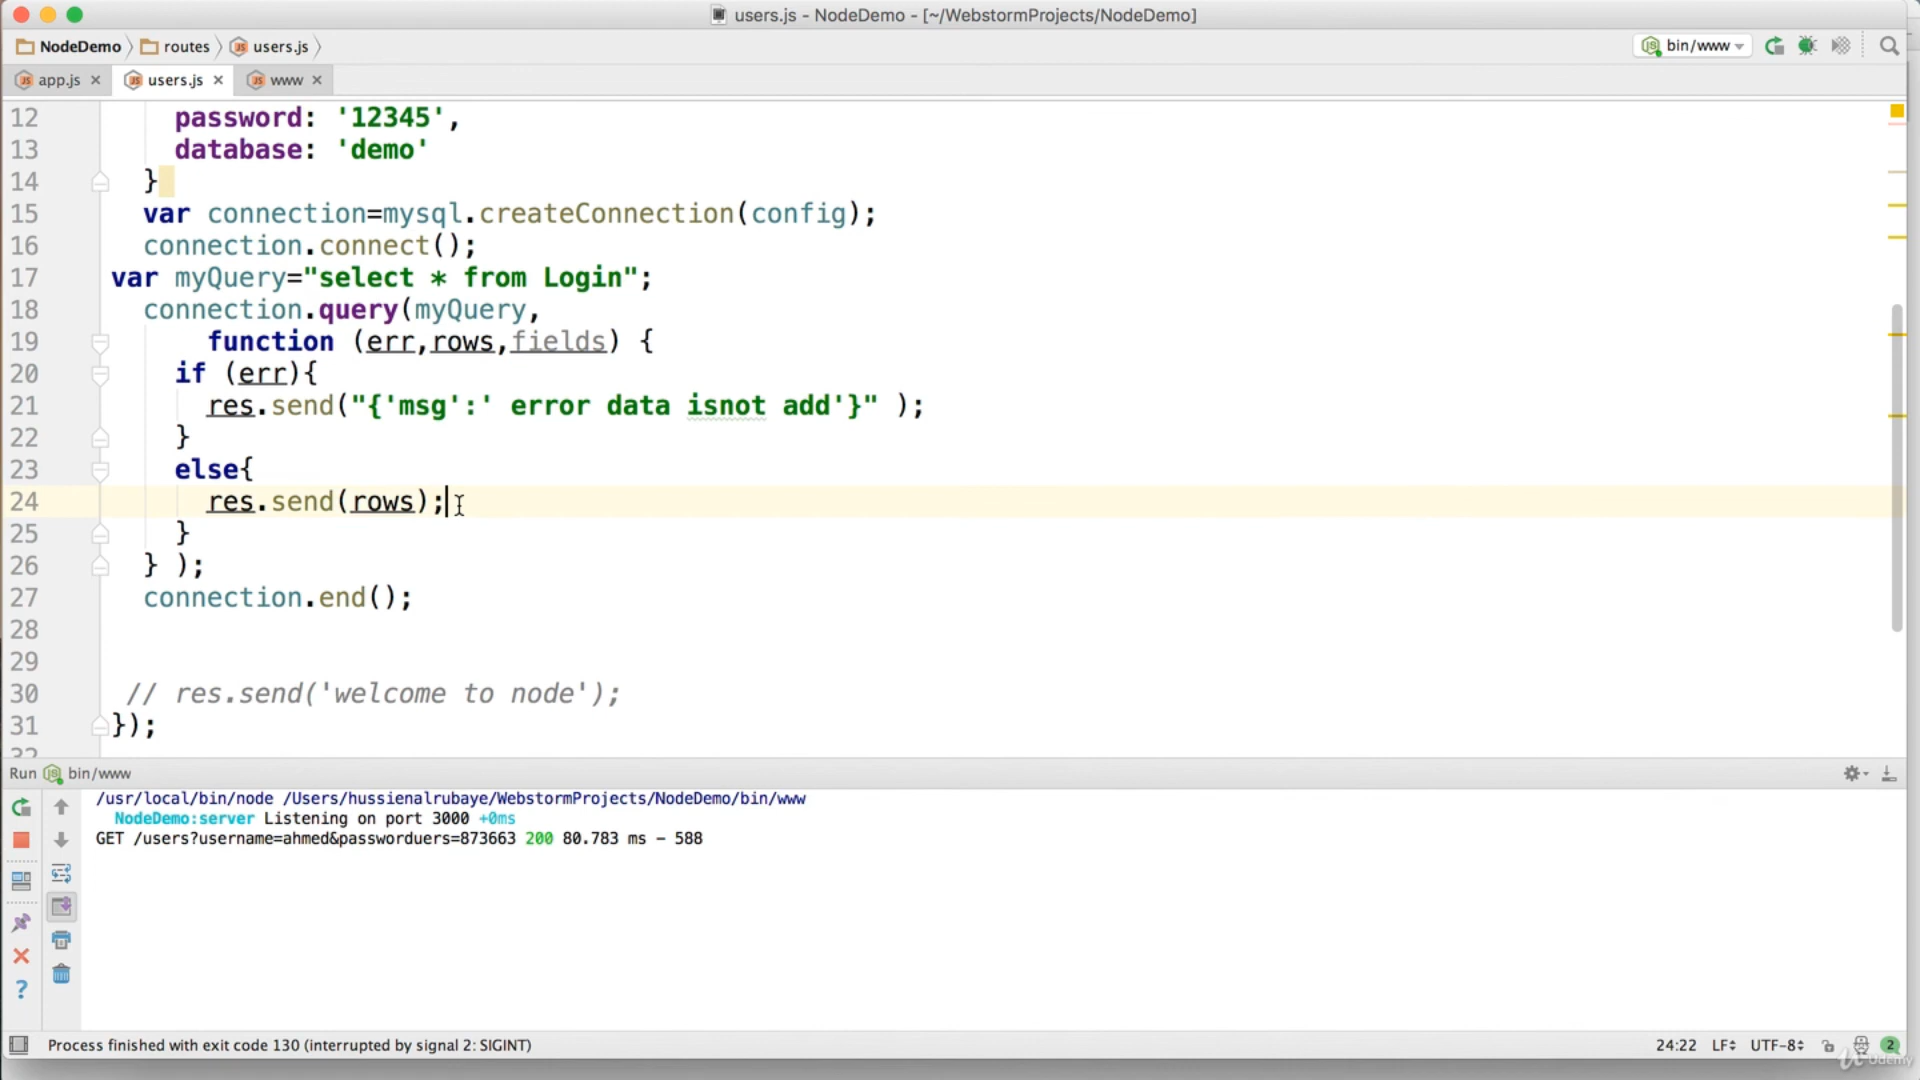 users.js - NodeDemo - [~/WebstormProjects/NodeDemo]
NodeDemo routes users.js bin/www
app.js users.js www
12 password: '12345',
13 database: 'demo'
14 }
15 var connection=mysql.createConnection(config);
16 connection.connect();
17 var myQuery="select * from Login";
18 connection.query(myQuery,
19 function (err,rows,fields) {
20 if (err){
21 res.send("{'msg':' error data isnot add'}" );
22 }
23 else{
24 res.send(rows);
25 }
26 } );
27 connection.end();
28
29
30 // res.send('welcome to node');
31 });
32
Run bin/www
/usr/local/bin/node /Users/hussienalrubaye/WebstormProjects/NodeDemo/bin/www
NodeDemo:server Listening on port 3000 +0ms
GET /users?username=ahmed&passworduers=873663 200 80.783 ms - 588
Process finished with exit code 130 (interrupted by signal 2: SIGINT) 24:22 LF UTF-8 2
Udemy